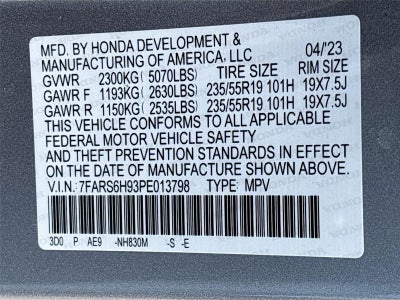 MFD. BY HONDA DEVELOPMENT &
MANUFACTURING OF AMERICA, LLC 04/23
GVWR 2300KG (5070LBS) TIRE SIZE RIM SIZE
GAWR F 1193KG (2630LBS) 235/55R19 101H 19X7.5J
GAWR R 1150KG (2535LBS) 235/55R19 101H 19X7.5J
THIS VEHICLE CONFORMS TO ALL APPLICABLE
FEDERAL MOTOR VEHICLE SAFETY
AND THEFT PREVENTION STANDARDS IN EFFECT
ON THE DATE OF MANUFACTURE SHOWN ABOVE.
V.I.N.: 7FARS6H93PE013798 TYPE: MPV
3D0 P AE9 -NH830M -S -E